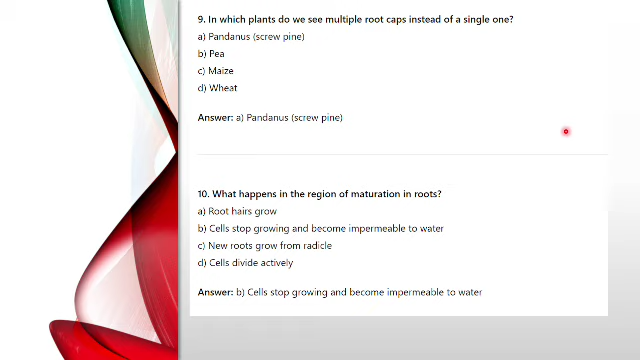 9. In which plants do we see multiple root caps instead of a single one?
a) Pandanus (screw pine)
b) Pea
c) Maize
d) Wheat
Answer: a) Pandanus (screw pine)
10. What happens in the region of maturation in roots?
a) Root hairs grow
b) Cells stop growing and become impermeable to water
c) New roots grow from radicle
d) Cells divide actively
Answer: b) Cells stop growing and become impermeable to water